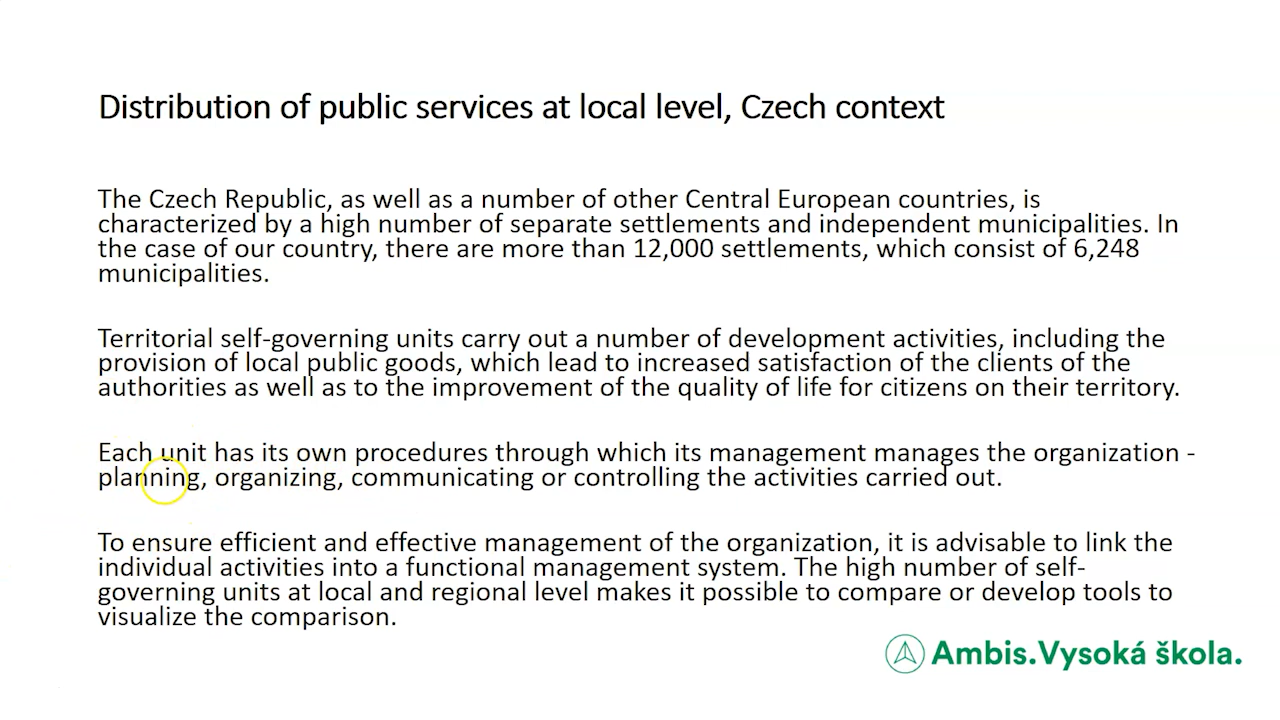 Distribution of public services at local level, Czech context
The Czech Republic, as well as a number of other Central European countries, is
characterized by a high number of separate settlements and independent municipalities. In
the case of our country, there are more than 12,000 settlements, which consist of 6,248
municipalities.
Territorial self-governing units carry out a number of development activities, including the
provision of local public goods, which lead to increased satisfaction of the clients of the
authorities as well as to the improvement of the quality of life for citizens on their territory.
Each unit has its own procedures through which its management manages the organization -
planning, organizing, communicating or controlling the activities carried out.
To ensure efficient and effective management of the organization, it is advisable to link the
individual activities into a functional management system. The high number of self-
governing units at local and regional level makes it possible to compare or develop tools to
visualize the comparison.
Ambis.Vysoká škola.